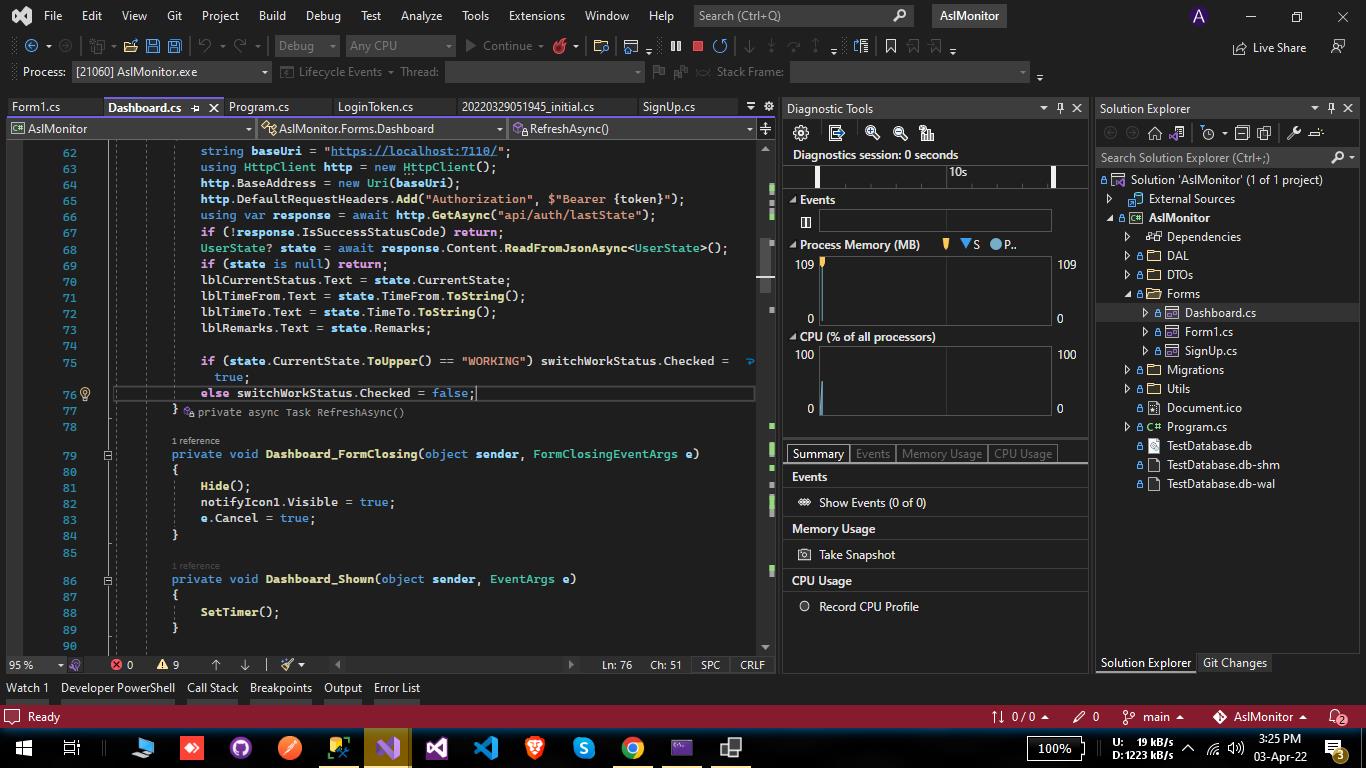 File Edit View Git Project Build Debug Test Analyze Tools Extensions Window Help Search (Ctrl+Q) AslMonitor A
Debug Any CPU Continue Live Share
Process: [21060] AslMonitor.exe Lifecycle Events Thread: Stack Frame:
Form1.cs Dashboard.cs Program.cs LoginToken.cs 20220329051945_initial.cs SignUp.cs
AslMonitor AslMonitor.Forms.Dashboard RefreshAsync()
62 string baseUri = "https://localhost:7110/";
63 using HttpClient http = new HttpClient();
64 http.BaseAddress = new Uri(baseUri);
65 http.DefaultRequestHeaders.Add("Authorization", $"Bearer {token}");
66 using var response = await http.GetAsync("api/auth/lastState");
67 if (!response.IsSuccessStatusCode) return;
68 UserState? state = await response.Content.ReadFromJsonAsync<UserState>();
69 if (state is null) return;
70 lblCurrentStatus.Text = state.CurrentState;
71 lblTimeFrom.Text = state.TimeFrom.ToString();
72 lblTimeTo.Text = state.TimeTo.ToString();
73 lblRemarks.Text = state.Remarks;
74
75 if (state.CurrentState.ToUpper() == "WORKING") switchWorkStatus.Checked =
true;
76 else switchWorkStatus.Checked = false;
77 } private async Task RefreshAsync()
78
1 reference
79 private void Dashboard_FormClosing(object sender, FormClosingEventArgs e)
80 {
81 Hide();
82 notifyIcon1.Visible = true;
83 e.Cancel = true;
84 }
85
1 reference
86 private void Dashboard_Shown(object sender, EventArgs e)
87 {
88 SetTimer();
89 }
90
95 % 0 9 Ln: 76 Ch: 51 SPC CRLF
Diagnostic Tools
Diagnostics session: 0 seconds
10s
Events
Process Memory (MB) S P..
109 109
0 0
CPU (% of all processors)
100 100
0 0
Summary Events Memory Usage CPU Usage
Events
Show Events (0 of 0)
Memory Usage
Take Snapshot
CPU Usage
Record CPU Profile
Solution Explorer
Search Solution Explorer (Ctrl+;)
Solution 'AslMonitor' (1 of 1 project)
External Sources
AslMonitor
Dependencies
DAL
DTOs
Forms
Dashboard.cs
Form1.cs
SignUp.cs
Migrations
Utils
Document.ico
Program.cs
TestDatabase.db
TestDatabase.db-shm
TestDatabase.db-wal
Solution Explorer Git Changes
Watch 1 Developer PowerShell Call Stack Breakpoints Output Error List
Ready 0 / 0 0 main AslMonitor 2
100% U: 19 kB/s D: 1223 kB/s 3:25 PM 03-Apr-22 3